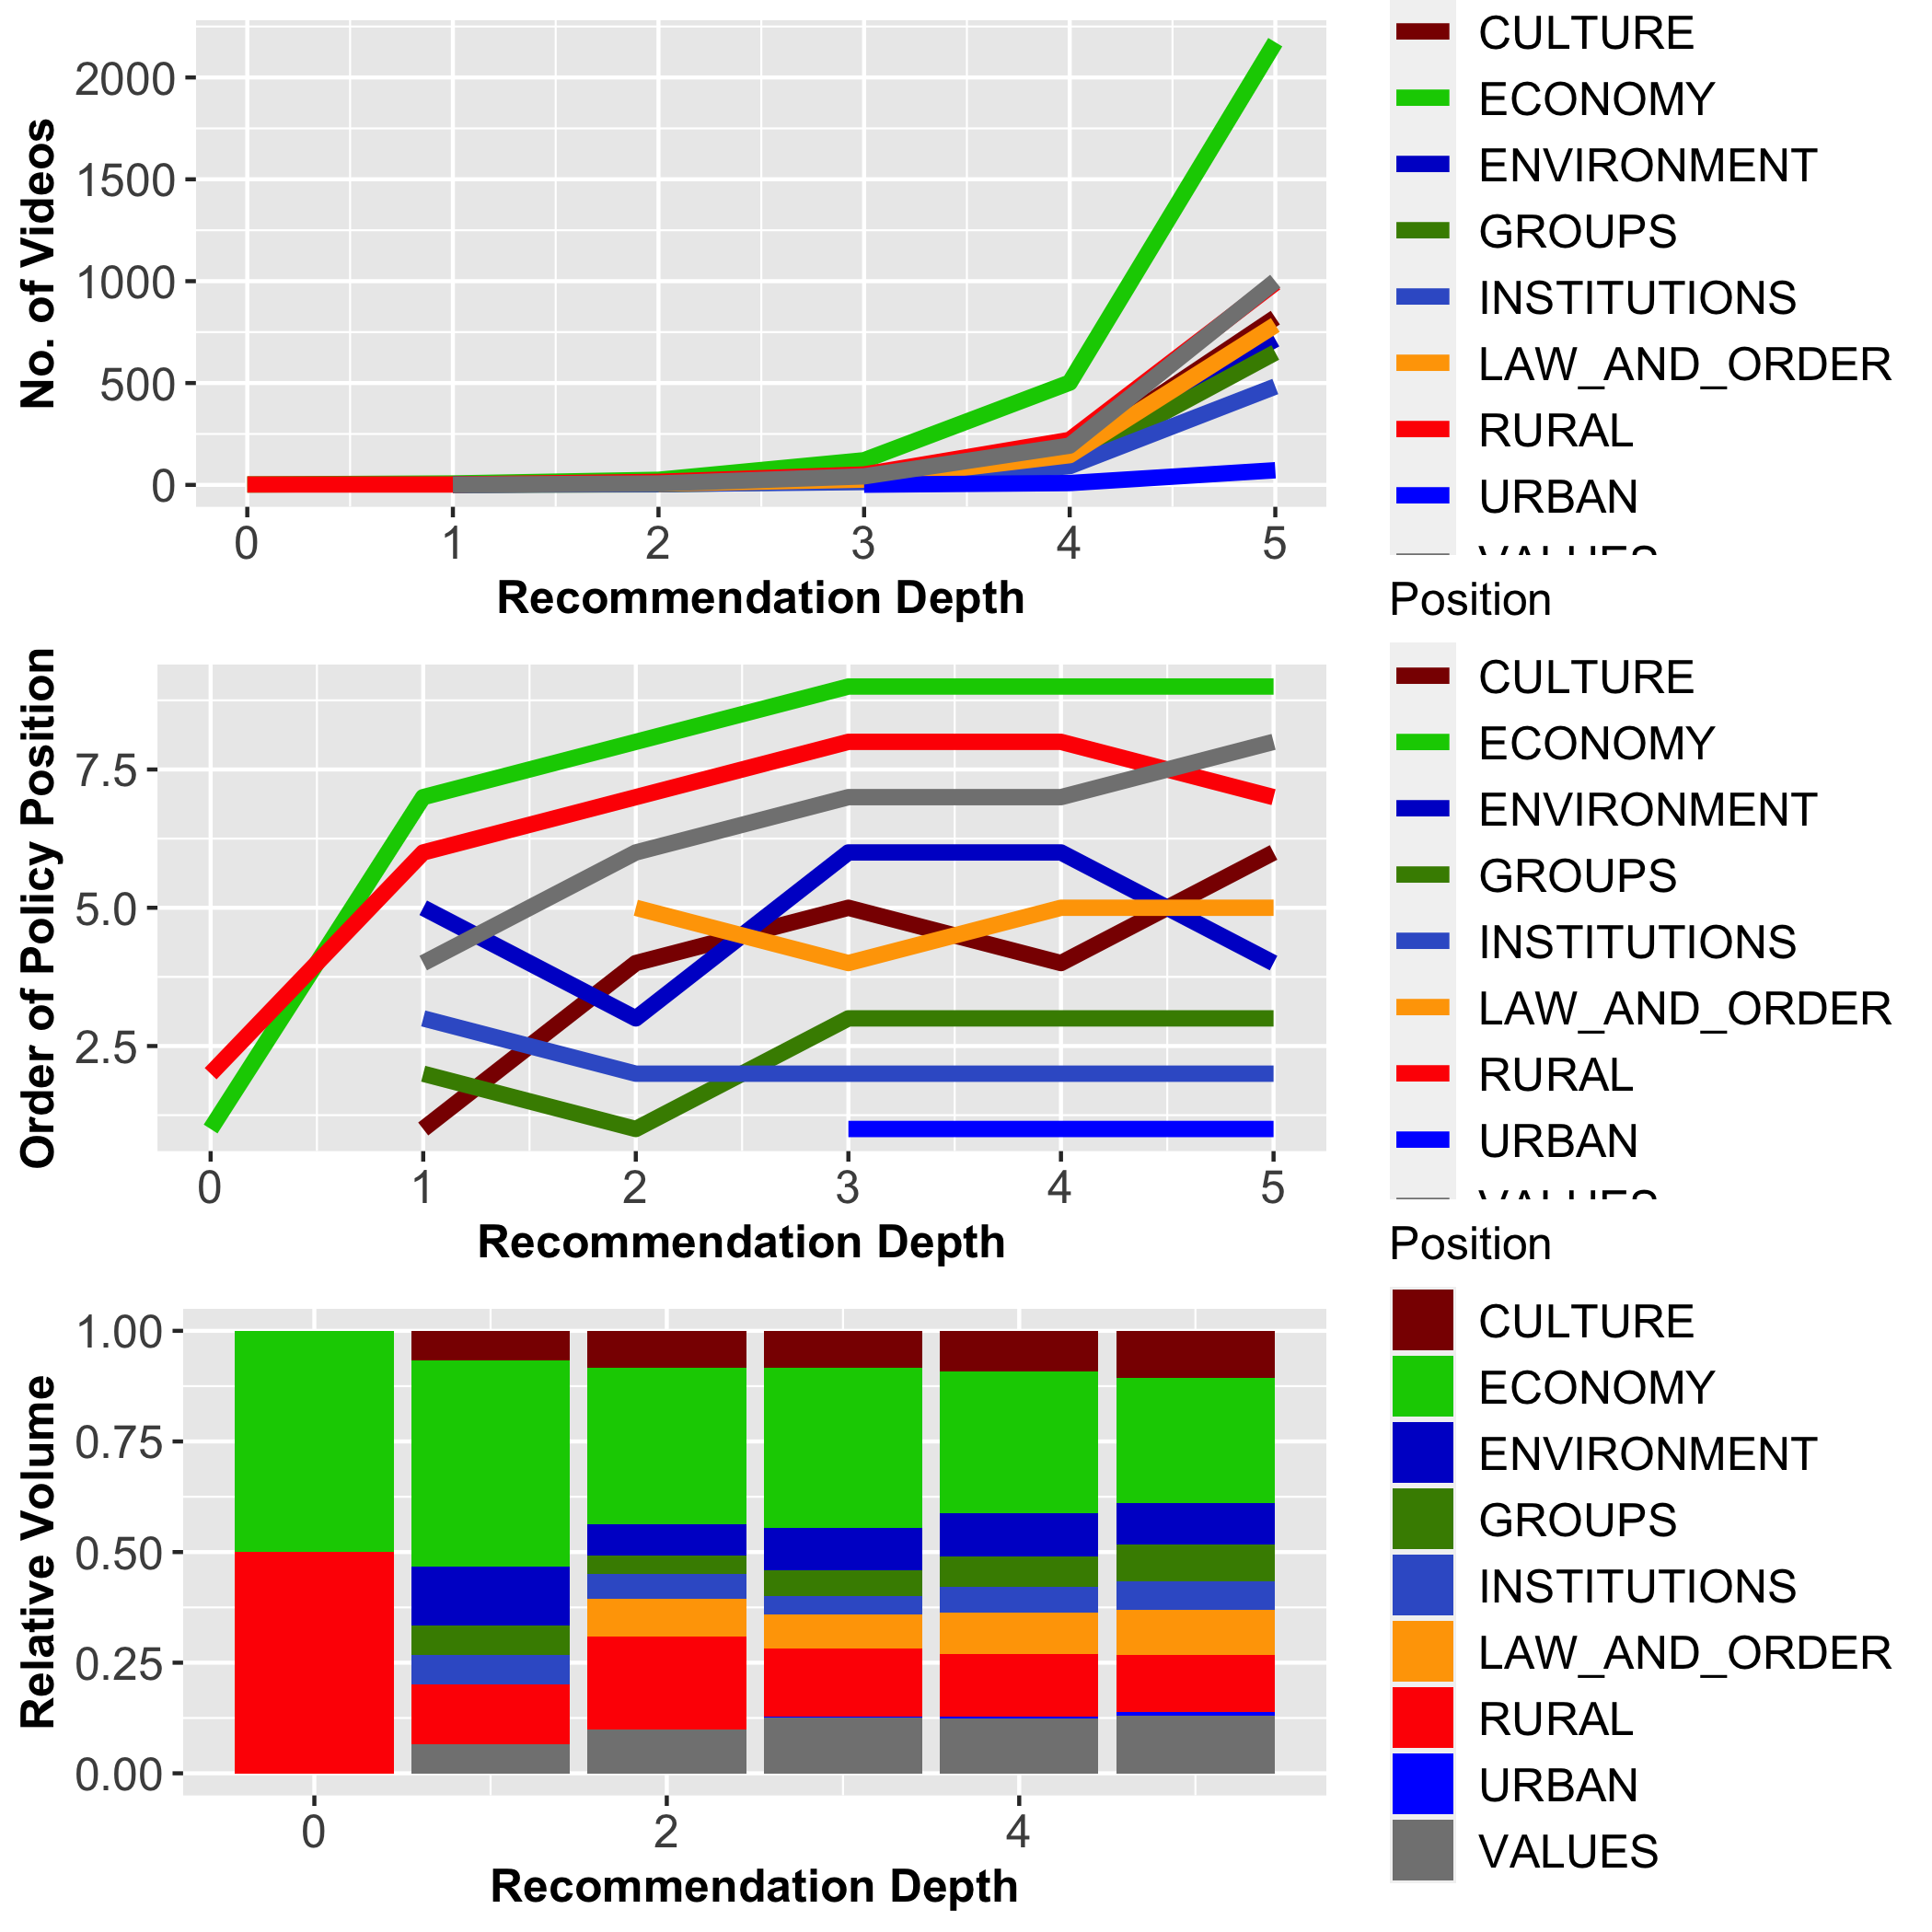 No. of Videos
2000
1500
1000
500
0
0 1 2 3 4 5
Recommendation Depth
CULTURE
ECONOMY
ENVIRONMENT
GROUPS
INSTITUTIONS
LAW_AND_ORDER
RURAL
URBAN
VALUES
Order of Policy Position
7.5
5.0
2.5
0 1 2 3 4 5
Recommendation Depth
Position
CULTURE
ECONOMY
ENVIRONMENT
GROUPS
INSTITUTIONS
LAW_AND_ORDER
RURAL
URBAN
VALUES
Relative Volume
1.00
0.75
0.50
0.25
0.00
0 2 4
Recommendation Depth
Position
CULTURE
ECONOMY
ENVIRONMENT
GROUPS
INSTITUTIONS
LAW_AND_ORDER
RURAL
URBAN
VALUES